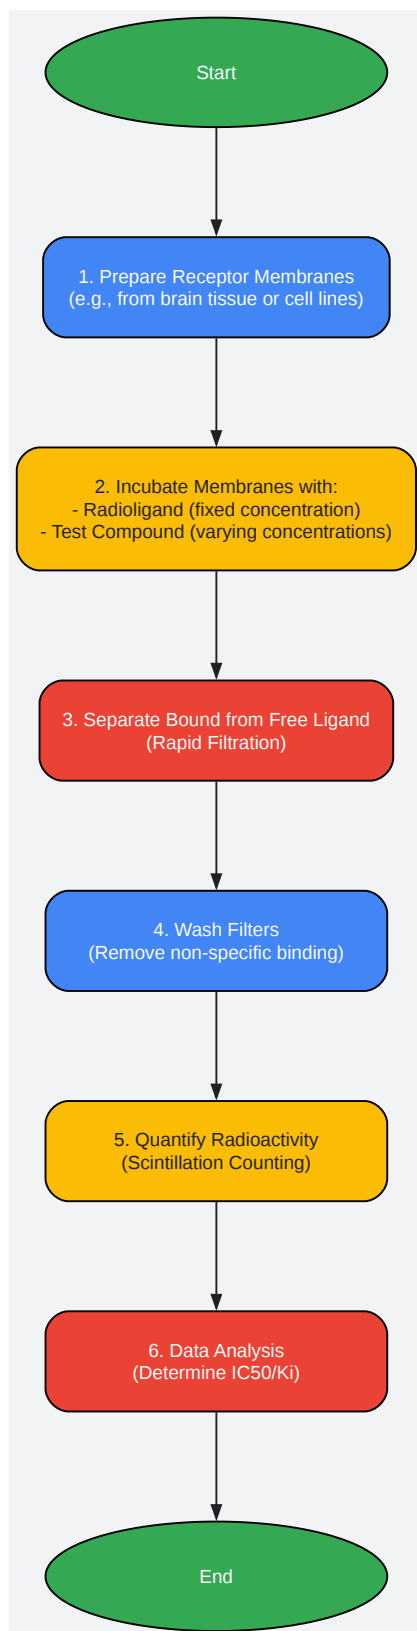 Start
1. Prepare Receptor Membranes
(e.g., from brain tissue or cell lines)
2. Incubate Membranes with:
- Radioligand (fixed concentration)
- Test Compound (varying concentrations)
3. Separate Bound from Free Ligand
(Rapid Filtration)
4. Wash Filters
(Remove non-specific binding)
5. Quantify Radioactivity
(Scintillation Counting)
6. Data Analysis
(Determine IC50/Ki)
End